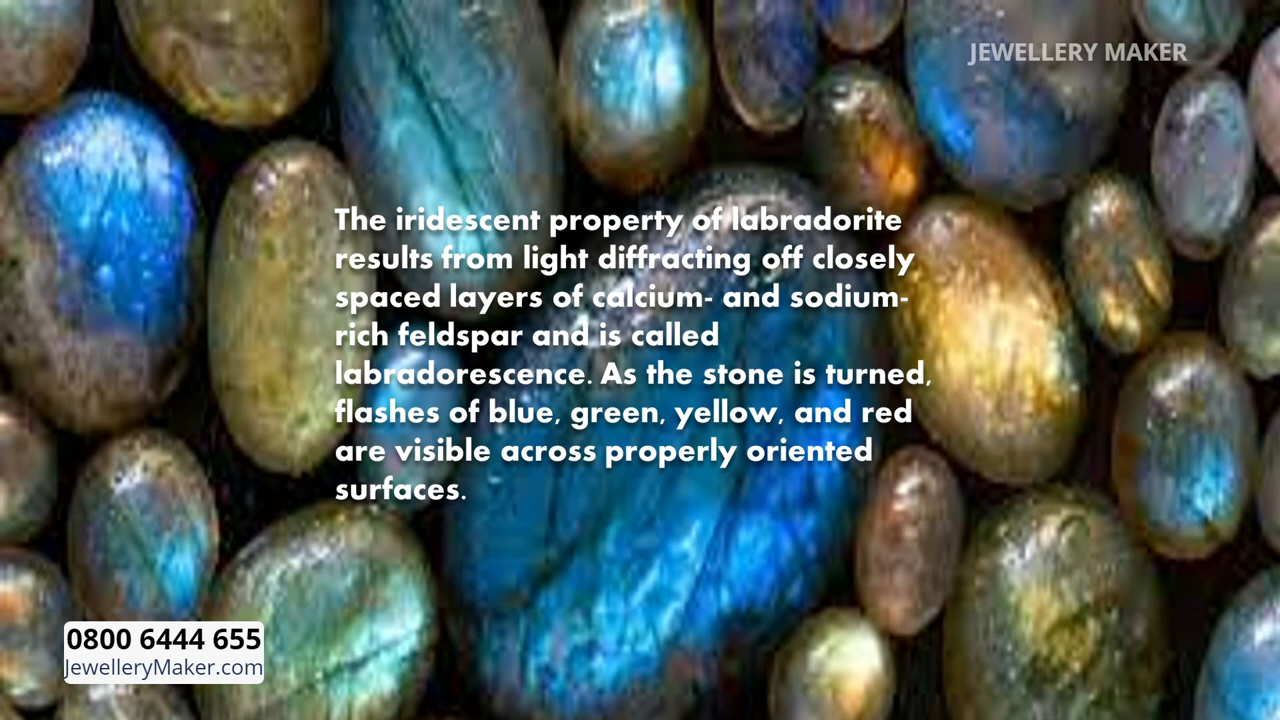 JEWELLERY MAKER
The iridescent property of labradorite
results from light diffracting off closely
spaced layers of calcium- and sodium-
rich feldspar and is called
labradorescence. As the stone is turned,
flashes of blue, green, yellow, and red
are visible across properly oriented
surfaces.
0800 6444 655
JewelleryMaker.com